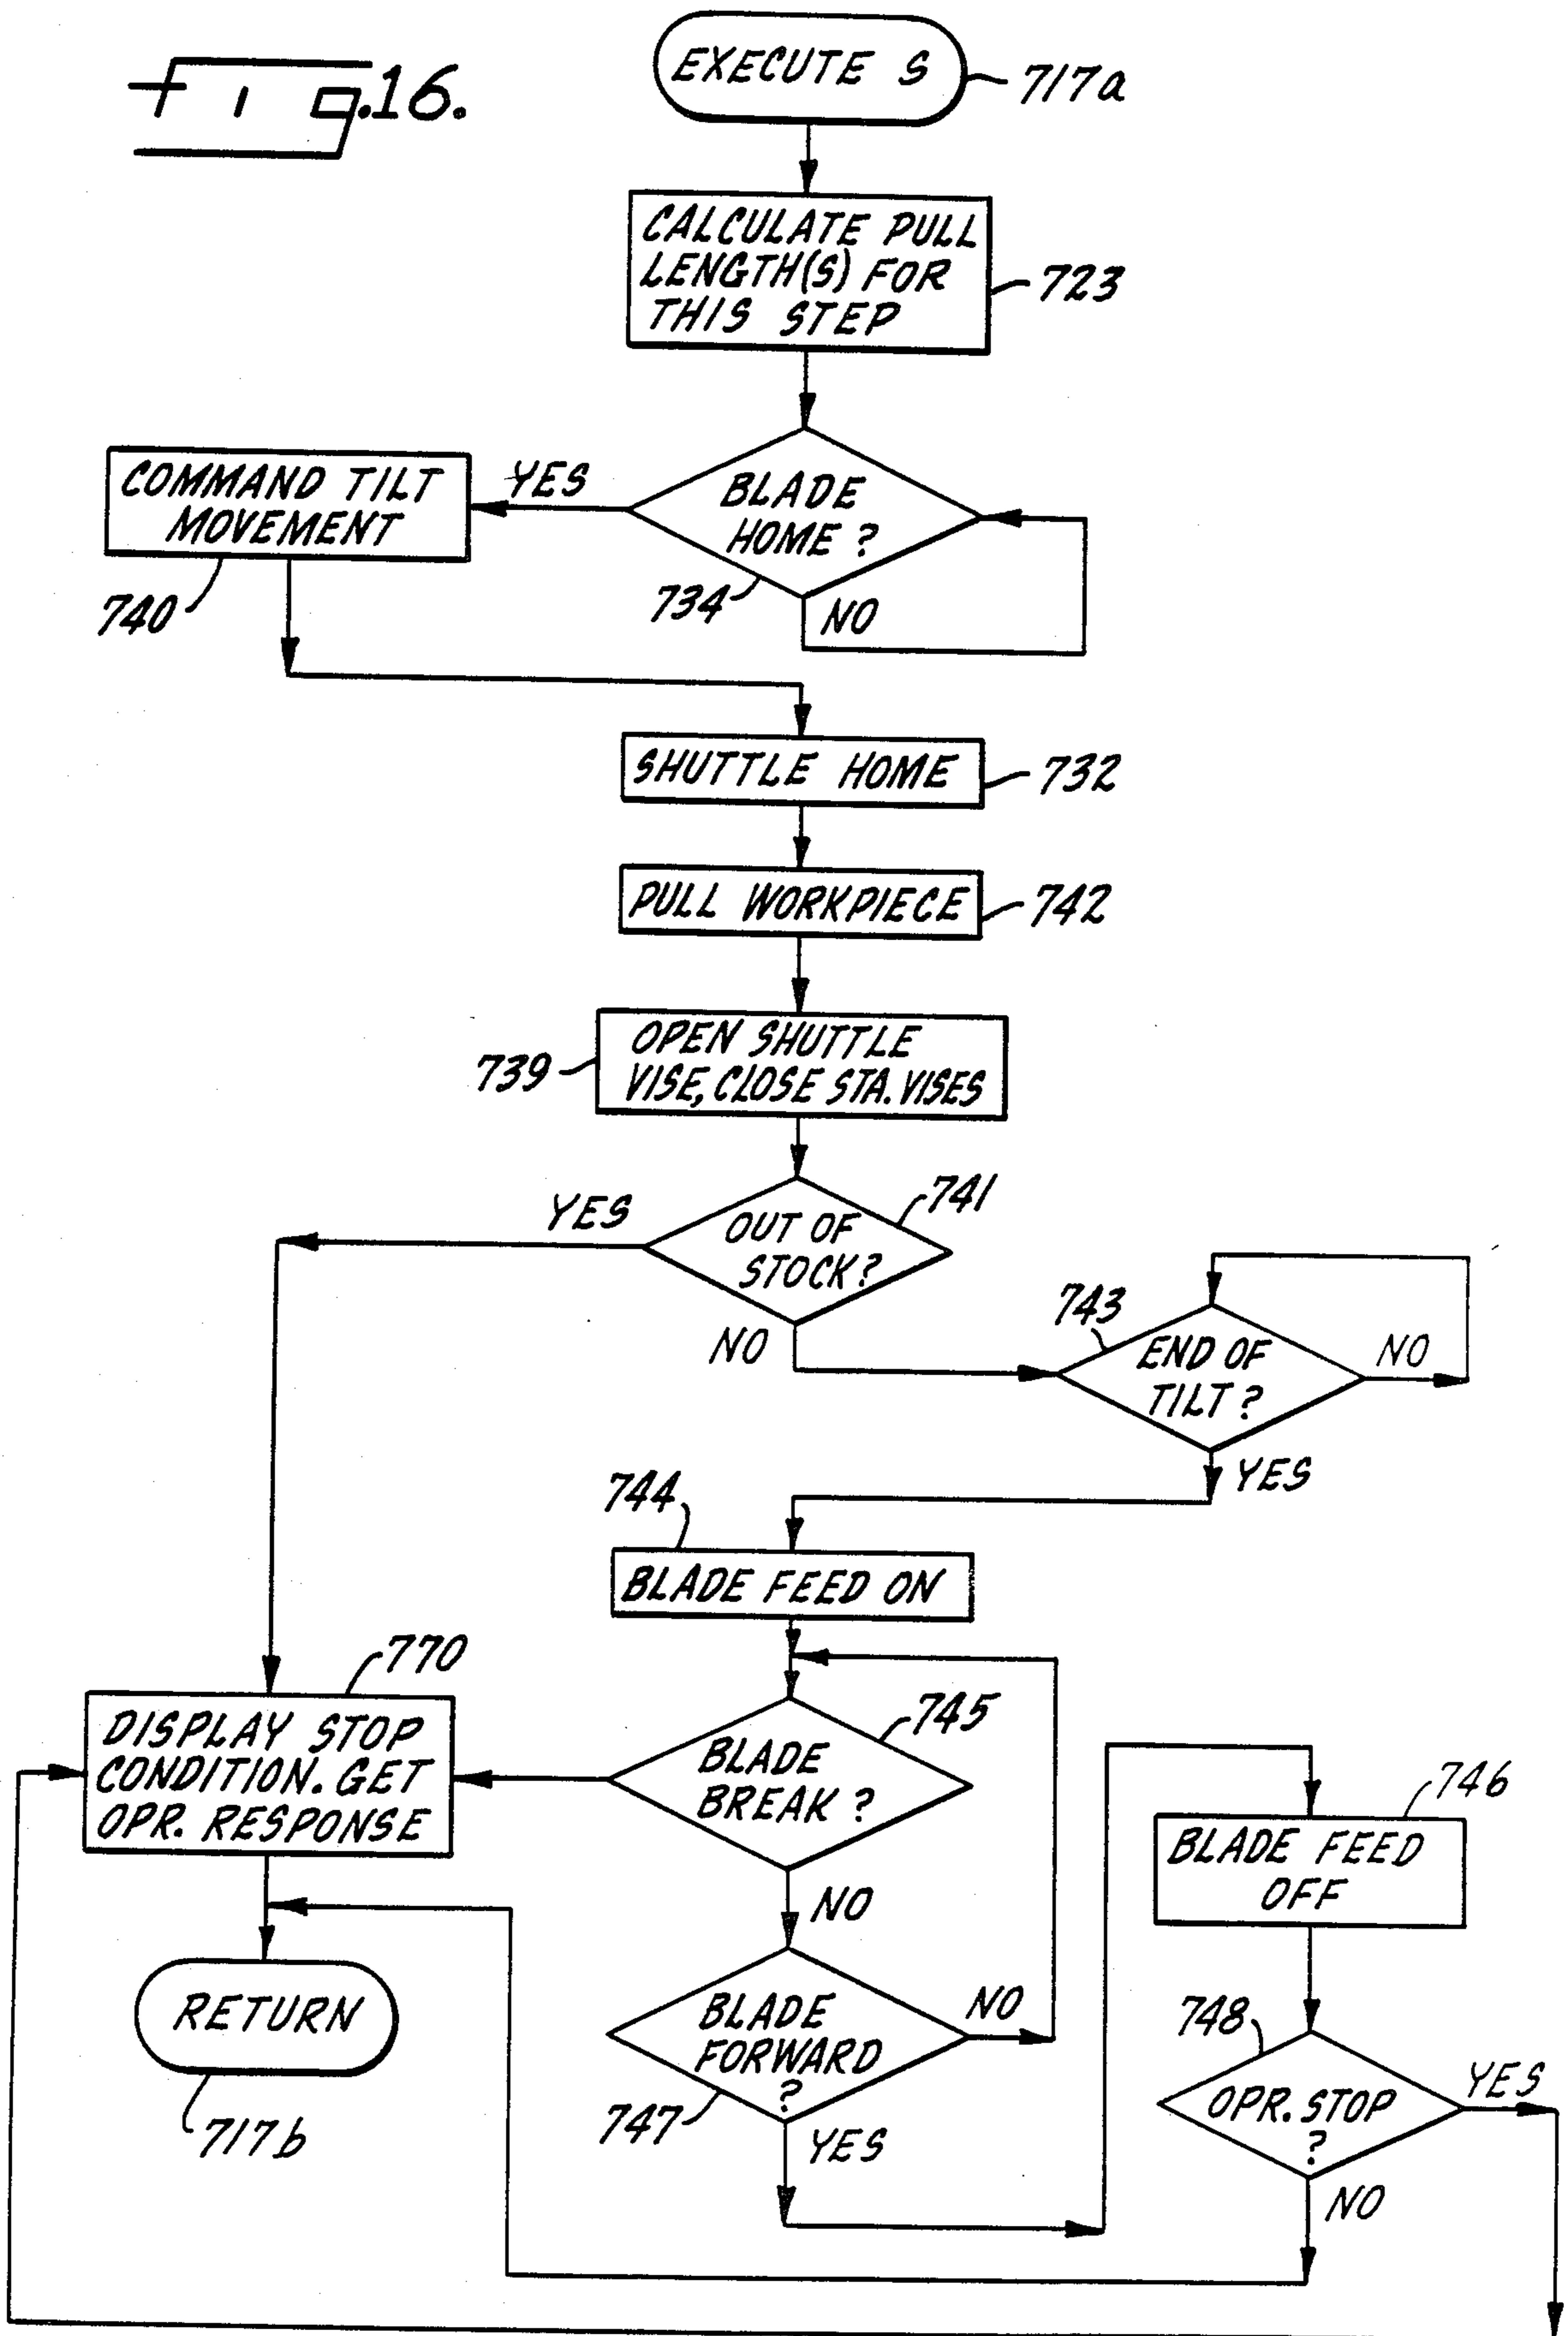 Fig.16.
EXECUTE S
717a
CALCULATE PULL
LENGTH(S) FOR
THIS STEP
723
COMMAND TILT
MOVEMENT
740
YES
BLADE
HOME?
734
NO
SHUTTLE HOME
732
PULL WORKPIECE
742
OPEN SHUTTLE
VISE, CLOSE STA. VISES
739
YES
OUT OF
STOCK?
741
NO
743
END OF
TILT?
NO
YES
744
BLADE FEED ON
770
DISPLAY STOP
CONDITION. GET
OPR. RESPONSE
BLADE
BREAK?
745
746
BLADE FEED
OFF
NO
RETURN
717b
BLADE
FORWARD
?
NO
747
YES
748
OPR. STOP
?
YES
NO